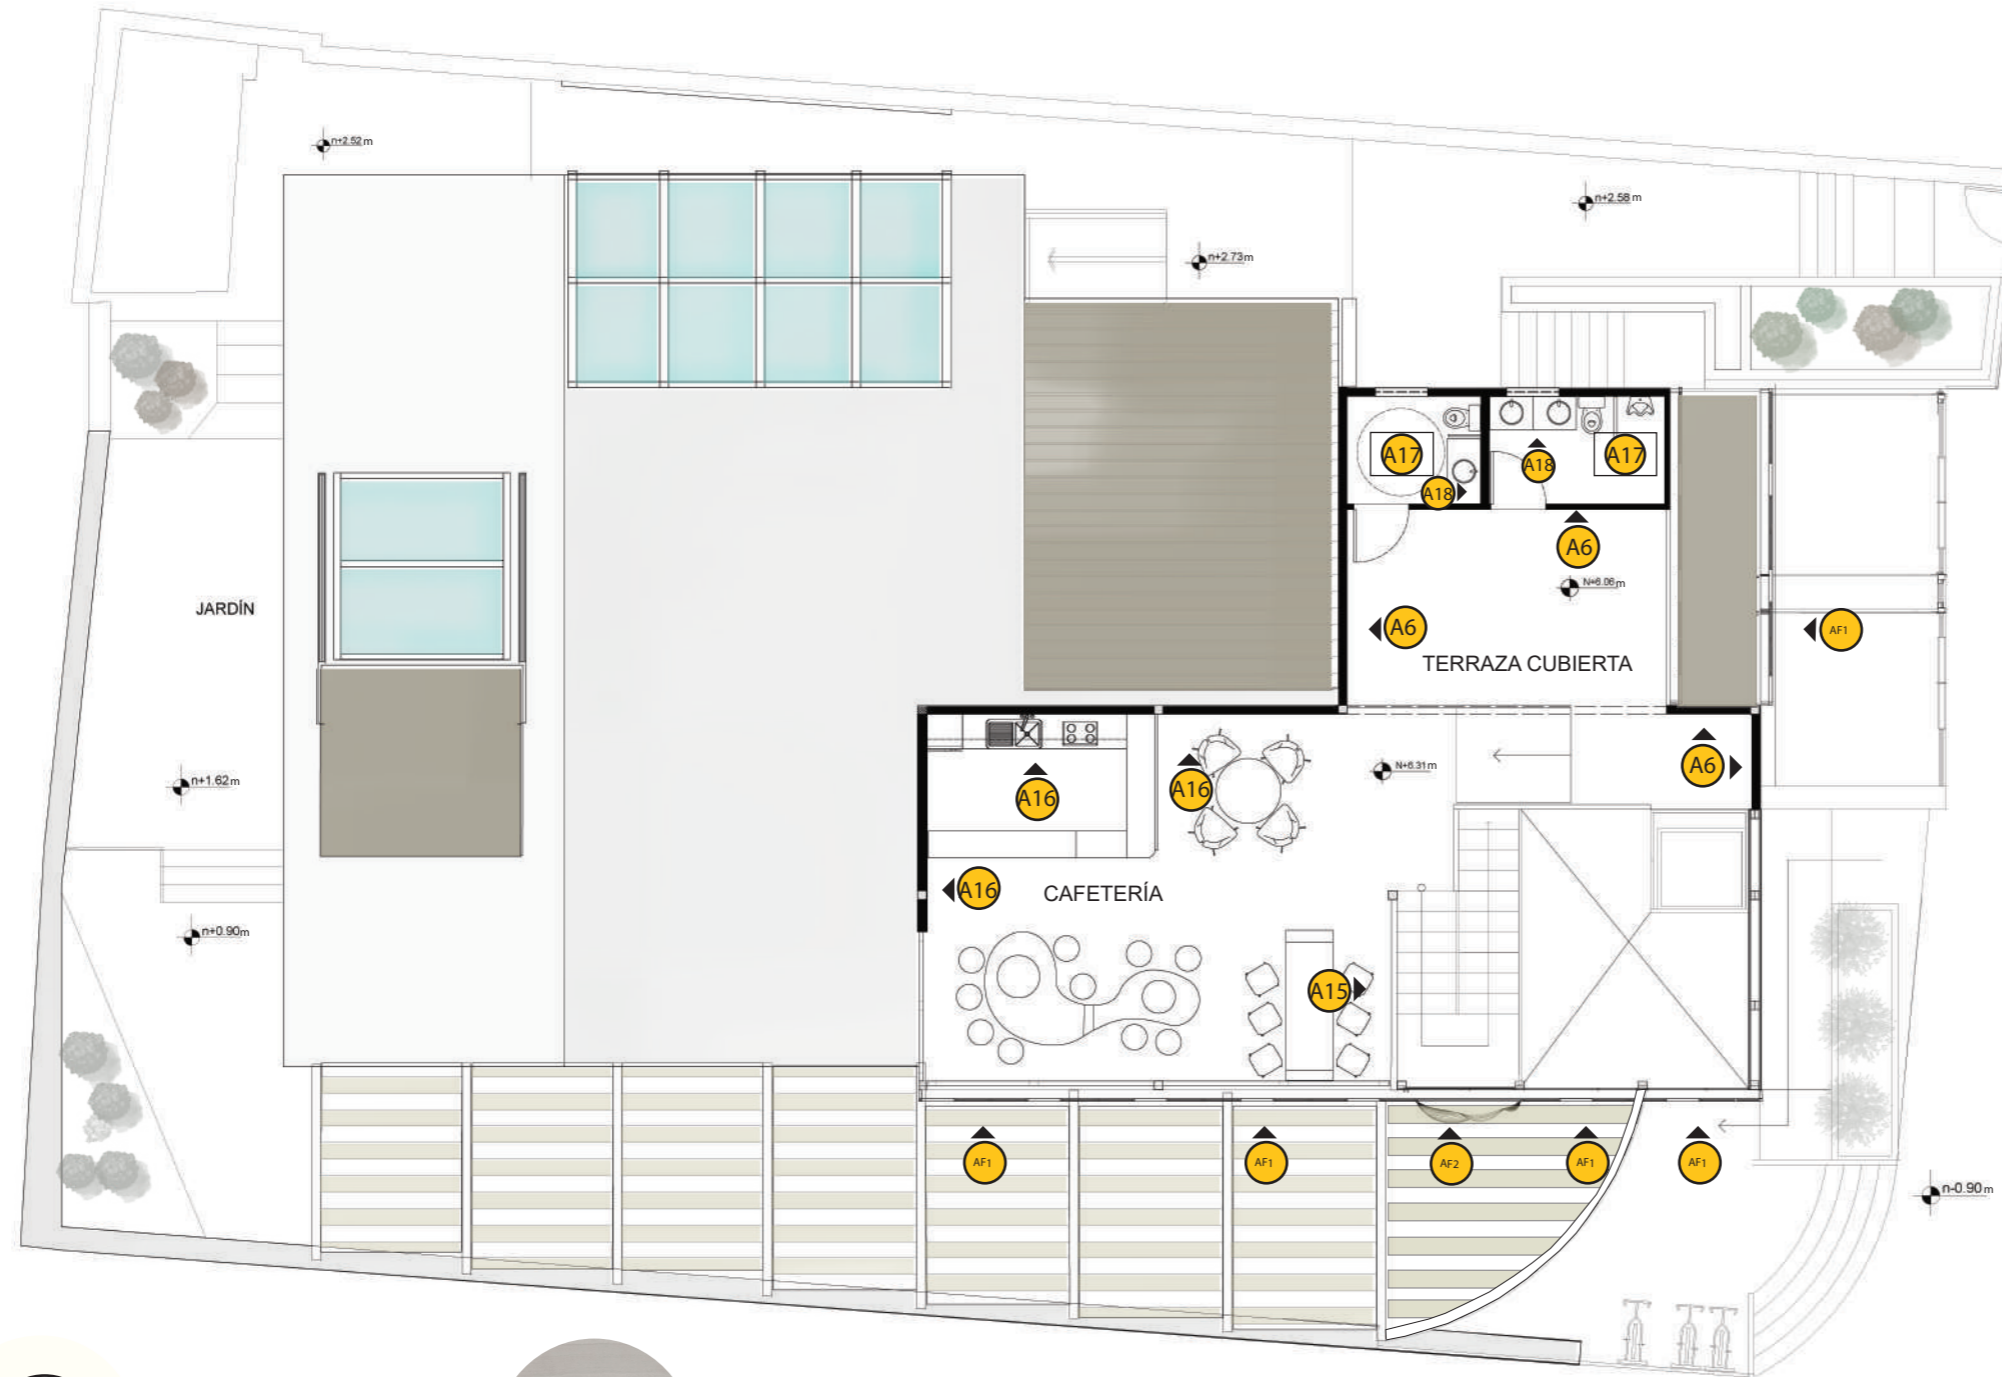 n+2.52m
n+2.58m
n+2.73m
A17
A18
A17
A18
A6
N+6.06m
JARDÍN
A6
AF1
TERRAZA CUBIERTA
n+1.62m
A16
A16
N+6.31m
A6
A16
CAFETERÍA
n+0.90m
A15
AF1
AF1
AF2
AF1
AF1
n-0.90m